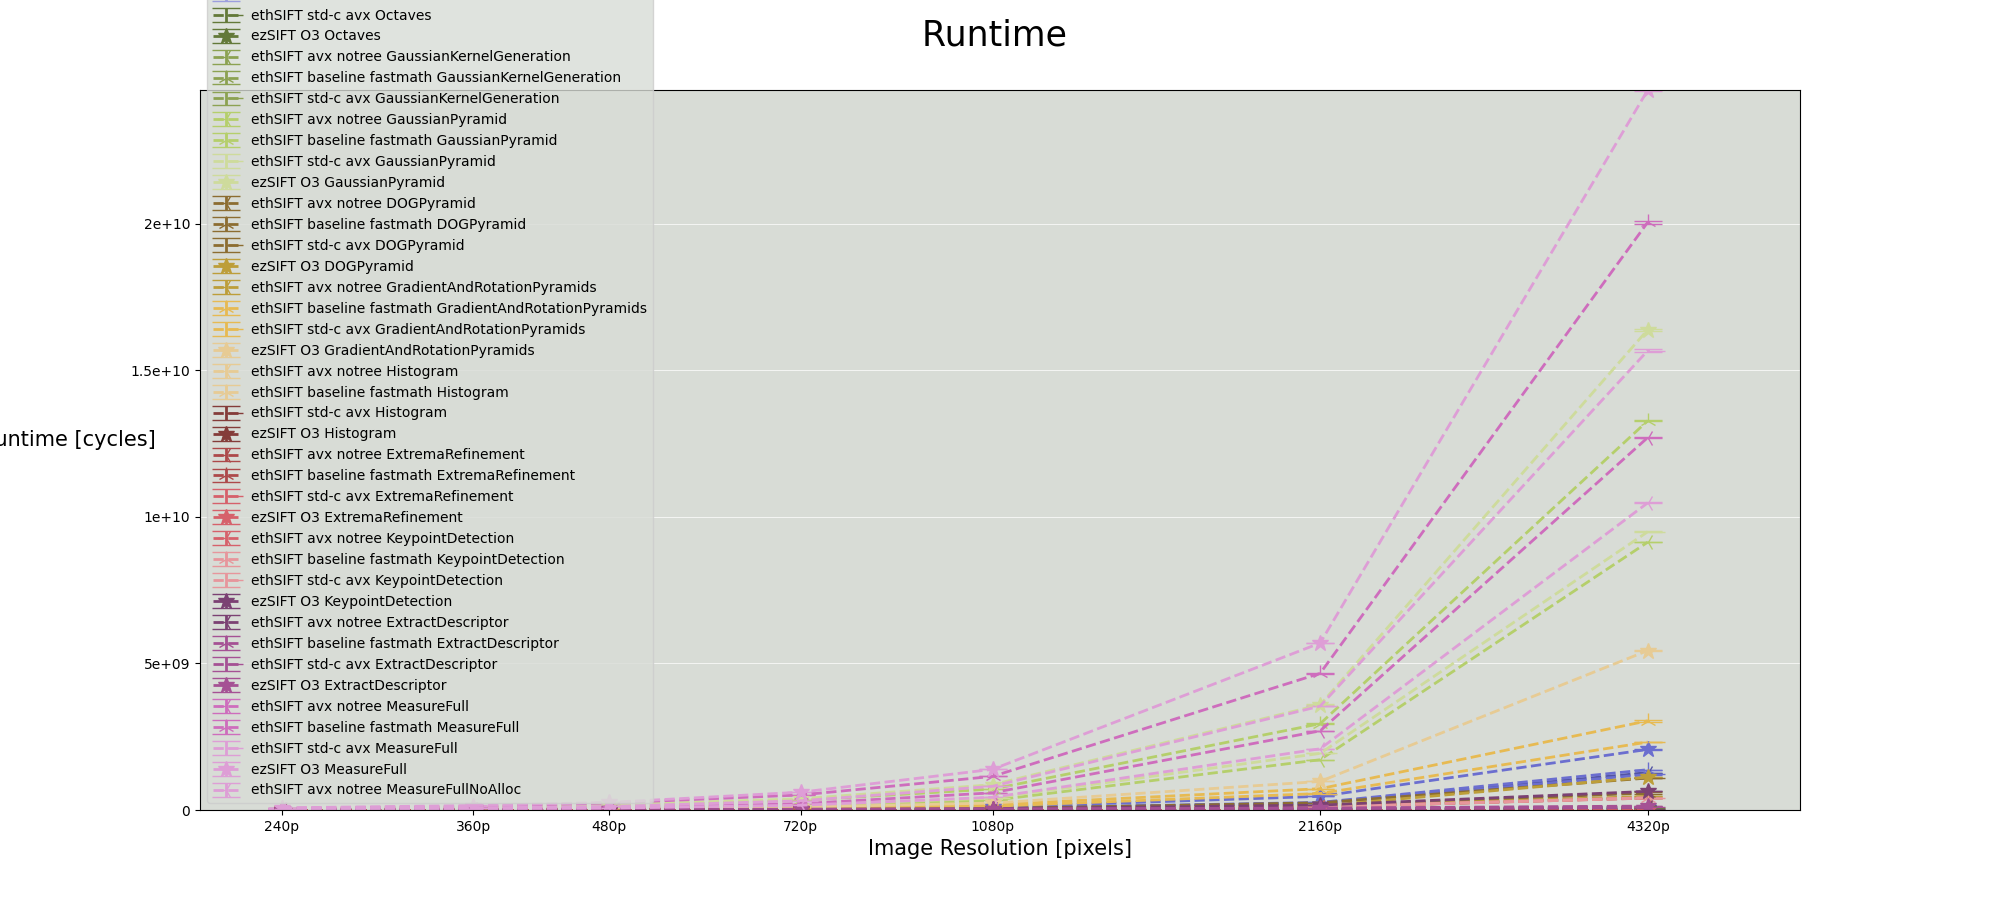 Runtime
ethSIFT std-c avx Octaves
ezSIFT O3 Octaves
ethSIFT avx notree GaussianKernelGeneration
ethSIFT baseline fastmath GaussianKernelGeneration
ethSIFT std-c avx GaussianKernelGeneration
ethSIFT avx notree GaussianPyramid
ethSIFT baseline fastmath GaussianPyramid
ethSIFT std-c avx GaussianPyramid
ezSIFT O3 GaussianPyramid
ethSIFT avx notree DOGPyramid
ethSIFT baseline fastmath DOGPyramid
ethSIFT std-c avx DOGPyramid
ezSIFT O3 DOGPyramid
ethSIFT avx notree GradientAndRotationPyramids
ethSIFT baseline fastmath GradientAndRotationPyramids
ethSIFT std-c avx GradientAndRotationPyramids
ezSIFT O3 GradientAndRotationPyramids
ethSIFT avx notree Histogram
ethSIFT baseline fastmath Histogram
ethSIFT std-c avx Histogram
ezSIFT O3 Histogram
ethSIFT avx notree ExtremaRefinement
ethSIFT baseline fastmath ExtremaRefinement
ethSIFT std-c avx ExtremaRefinement
ezSIFT O3 ExtremaRefinement
ethSIFT avx notree KeypointDetection
ethSIFT baseline fastmath KeypointDetection
ethSIFT std-c avx KeypointDetection
ezSIFT O3 KeypointDetection
ethSIFT avx notree ExtractDescriptor
ethSIFT baseline fastmath ExtractDescriptor
ethSIFT std-c avx ExtractDescriptor
ezSIFT O3 ExtractDescriptor
ethSIFT avx notree MeasureFull
ethSIFT baseline fastmath MeasureFull
ethSIFT std-c avx MeasureFull
ezSIFT O3 MeasureFull
ethSIFT avx notree MeasureFullNoAlloc
2e+10
1.5e+10
1e+10
5e+09
0
untime [cycles]
240p 360p 480p 720p 1080p 2160p 4320p
Image Resolution [pixels]